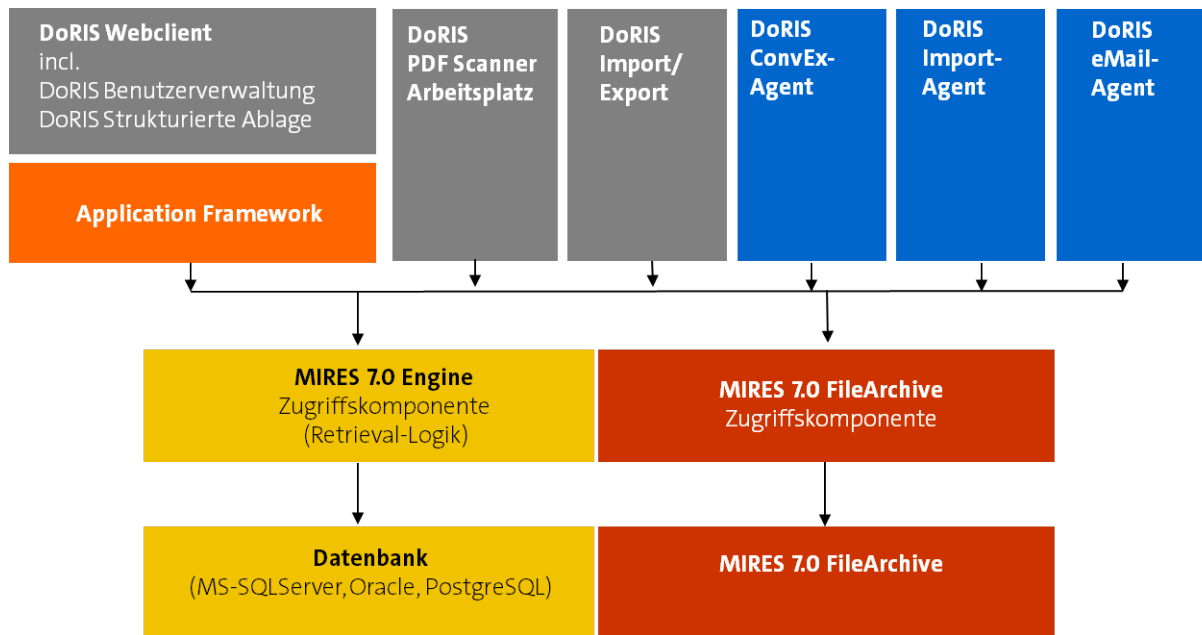 DoRIS Webclient
incl.
DoRIS Benutzerverwaltung
DoRIS Strukturierte Ablage
Application Framework
DoRIS
PDF Scanner
Arbeitsplatz
DoRIS
Import/
Export
DoRIS
ConvEx-
Agent
DoRIS
Import-
Agent
DoRIS
eMail-
Agent
MIRES 7.0 Engine
Zugriffskomponente
(Retrieval-Logik)
MIRES 7.0 FileArchive
Zugriffskomponente
Datenbank
(MS-SQLServer, Oracle, PostgreSQL)
MIRES 7.0 FileArchive